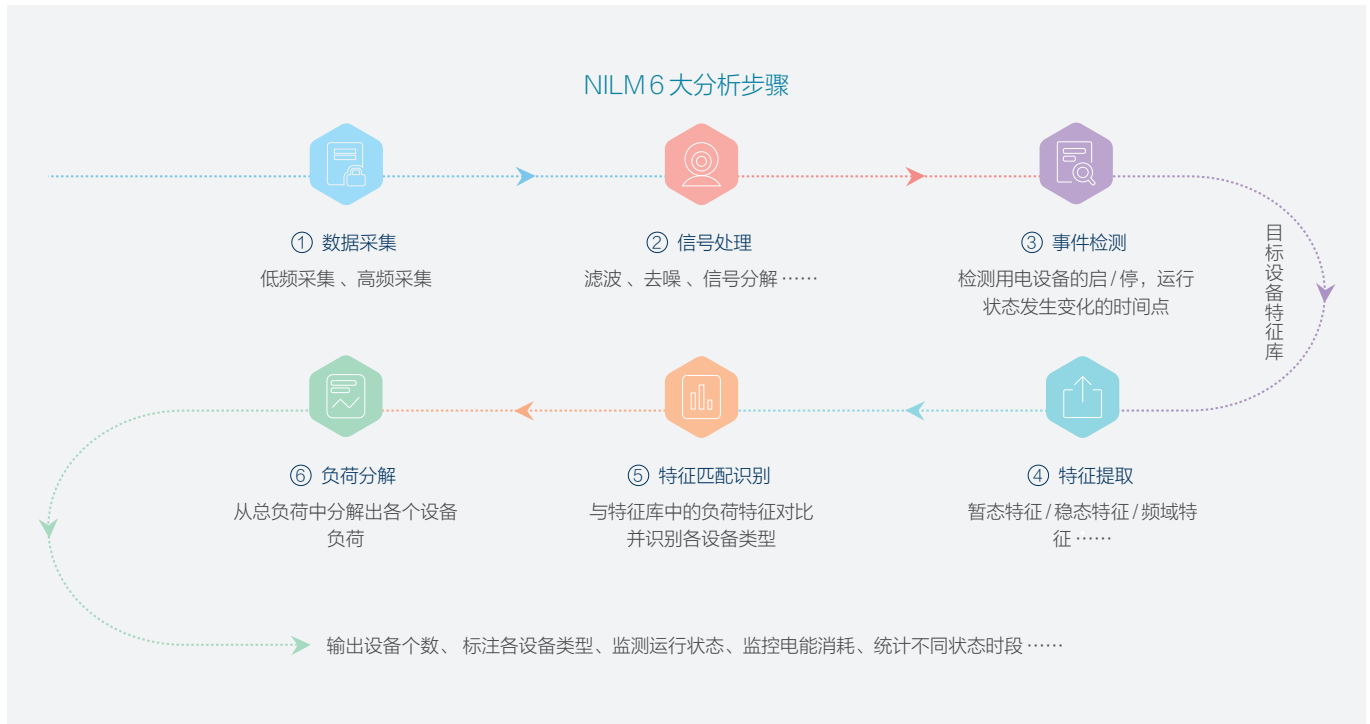 NILM 6 大分析步骤
① 数据采集
低频采集 、高频采集
② 信号处理
滤波 、去噪 、信号分解 ……
③ 事件检测
检测用电设备的启 / 停，运行
状态发生变化的时间点
目标设备特征库
④ 特征提取
暂态特征 / 稳态特征 / 频域特
征 ……
⑤ 特征匹配识别
与特征库中的负荷特征对比
并识别各设备类型
⑥ 负荷分解
从总负荷中分解出各个设备
负荷
输出设备个数、 标注各设备类型、监测运行状态、监控电能消耗、统计不同状态时段 ……